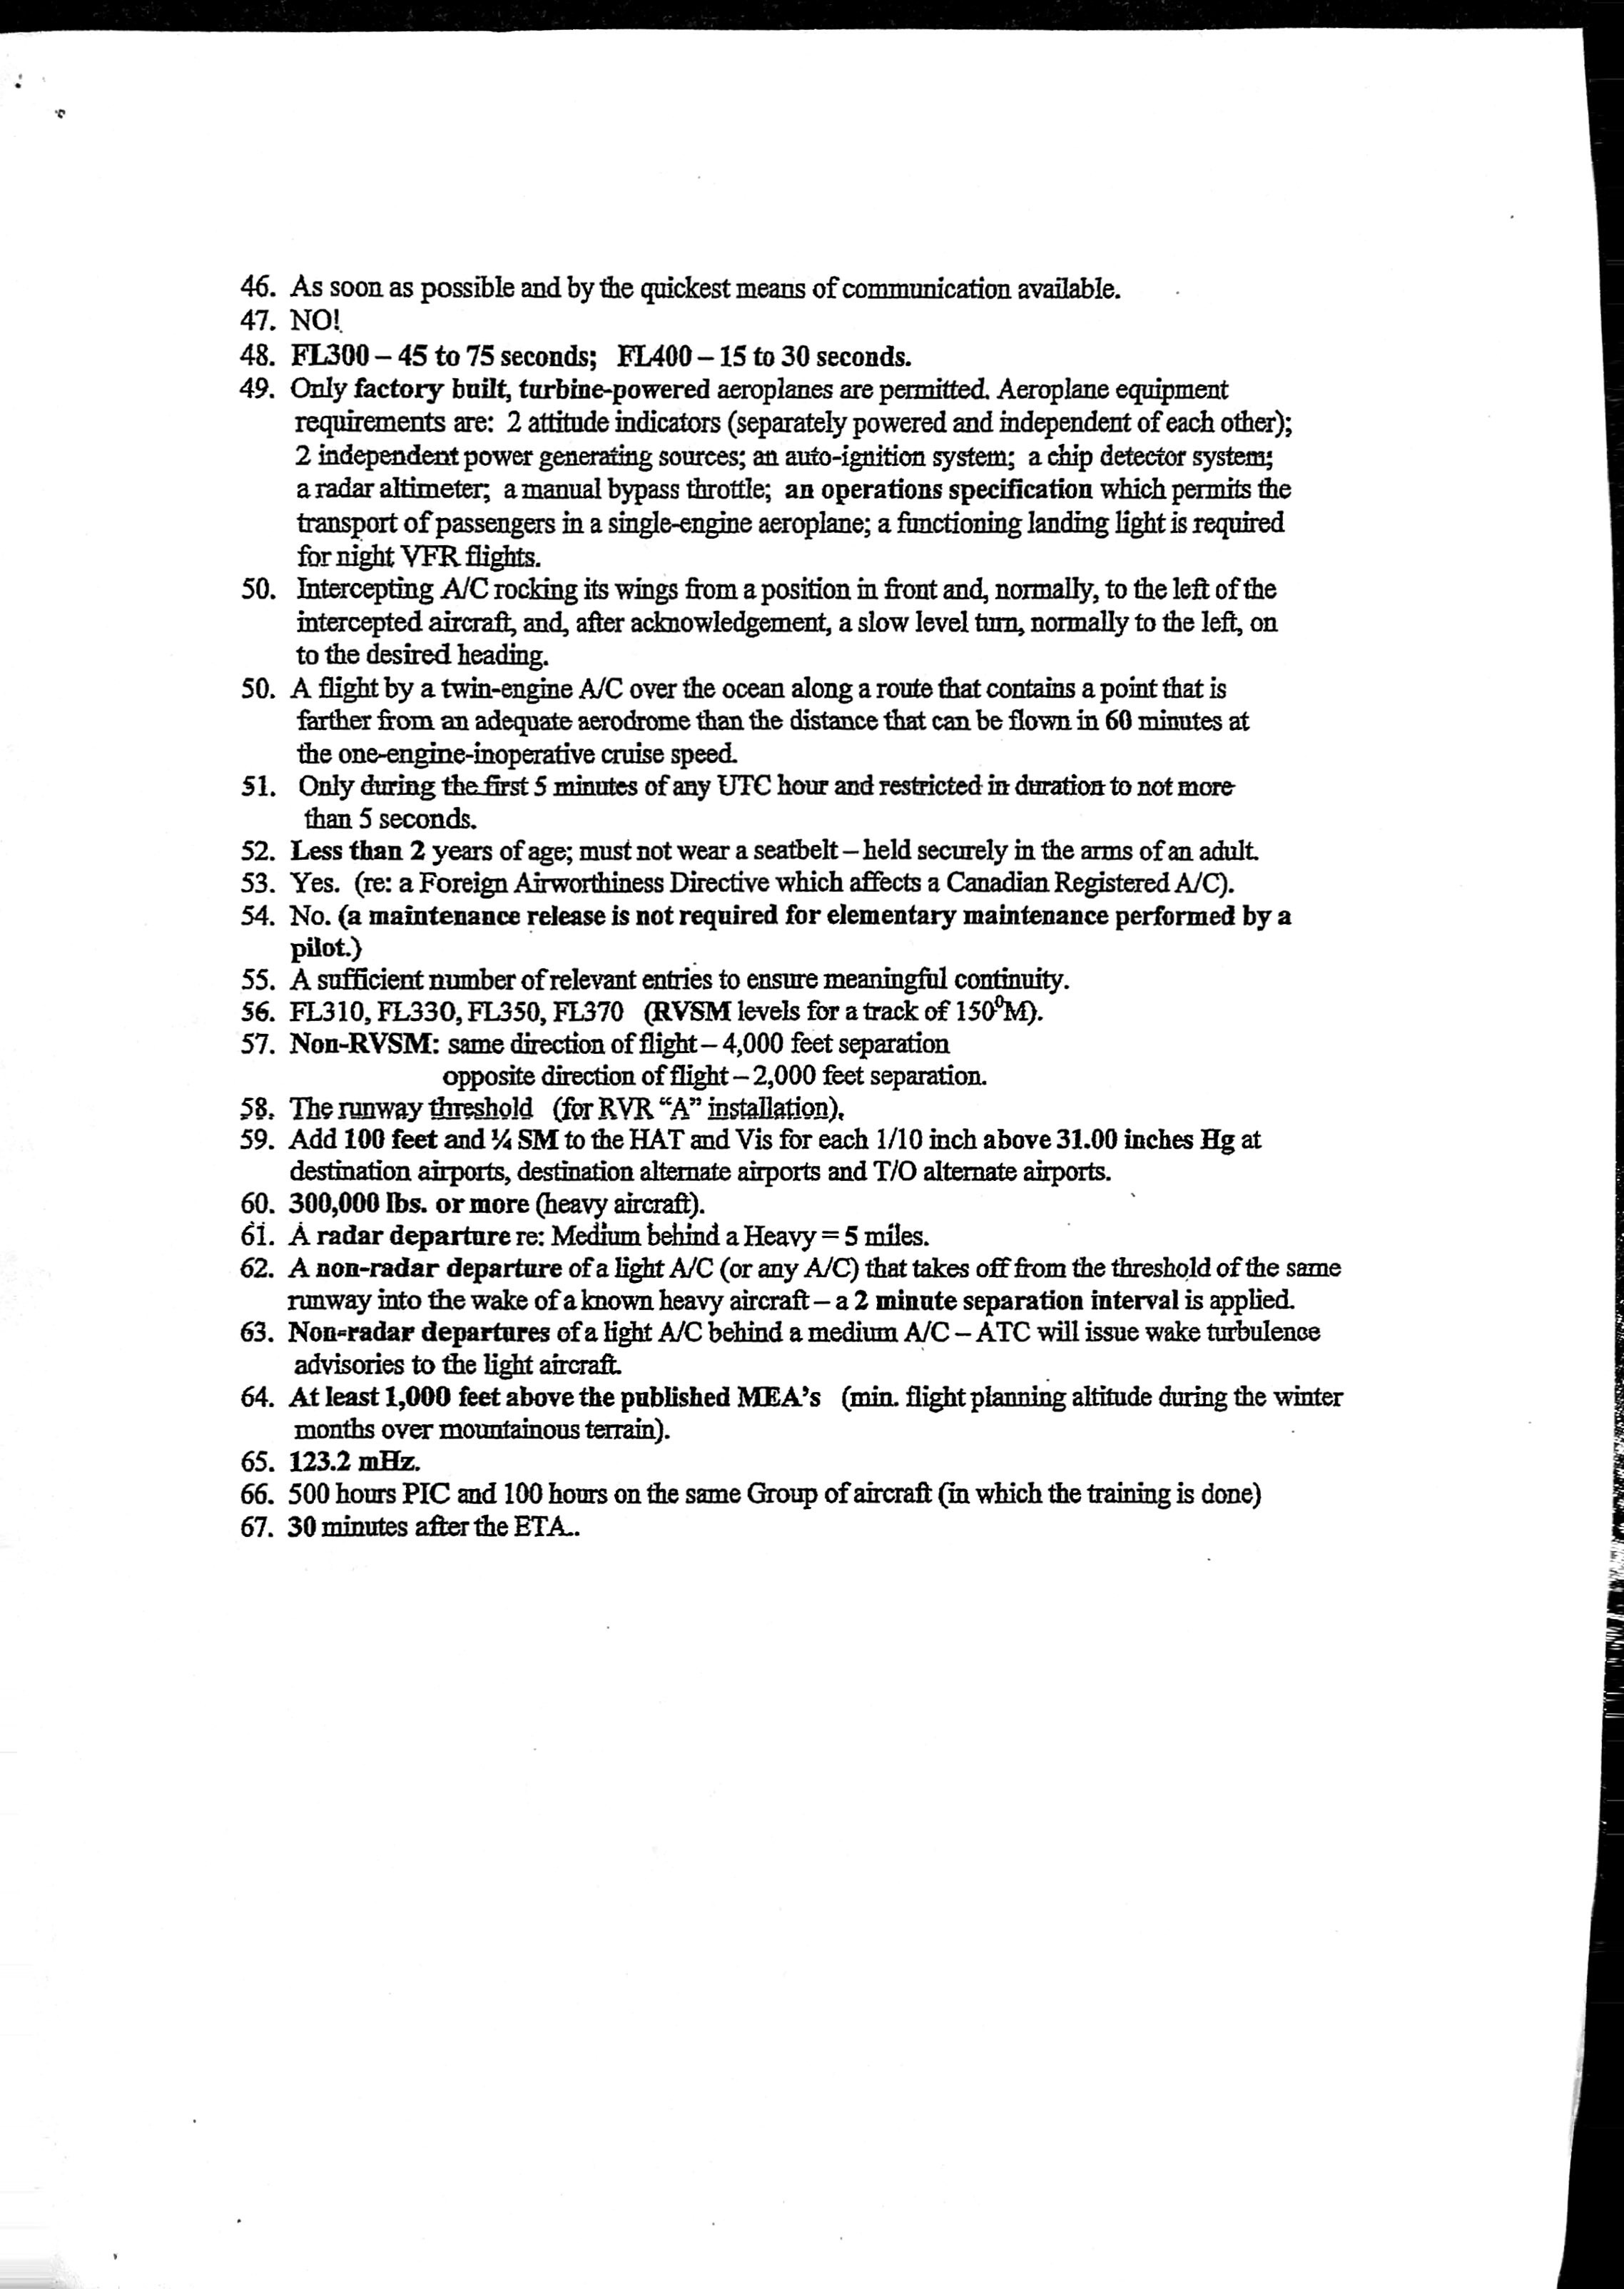 46. As soon as possible and by the quickest means of communication available.
47. NO!
48. FL300 – 45 to 75 seconds; FL400 – 15 to 30 seconds.
49. Only factory built, turbine-powered aeroplanes are permitted. Aeroplane equipment
requirements are: 2 attitude indicators (separately powered and independent of each other);
2 independent power generating sources; an auto-ignition system; a chip detector system;
a radar altimeter; a manual bypass throttle; an operations specification which permits the
transport of passengers in a single-engine aeroplane; a functioning landing light is required
for night VFR flights.
50. Intercepting A/C rocking its wings from a position in front and, normally, to the left of the
intercepted aircraft, and, after acknowledgement, a slow level turn, normally to the left, on
to the desired heading.
50. A flight by a twin-engine A/C over the ocean along a route that contains a point that is
farther from an adequate aerodrome than the distance that can be flown in 60 minutes at
the one-engine-inoperative cruise speed.
51. Only during the first 5 minutes of any UTC hour and restricted in duration to not more
than 5 seconds.
52. Less than 2 years of age; must not wear a seatbelt – held securely in the arms of an adult.
53. Yes. (re: a Foreign Airworthiness Directive which affects a Canadian Registered A/C).
54. No. (a maintenance release is not required for elementary maintenance performed by a
pilot.)
55. A sufficient number of relevant entries to ensure meaningful continuity.
56. FL310, FL330, FL350, FL370 (RVSM levels for a track of 150⁰M).
57. Non-RVSM: same direction of flight – 4,000 feet separation
opposite direction of flight – 2,000 feet separation.
58. The runway threshold (for RVR “A” installation).
59. Add 100 feet and ¼ SM to the HAT and Vis for each 1/10 inch above 31.00 inches Hg at
destination airports, destination alternate airports and T/O alternate airports.
60. 300,000 lbs. or more (heavy aircraft).
61. A radar departure re: Medium behind a Heavy = 5 miles.
62. A non-radar departure of a light A/C (or any A/C) that takes off from the threshold of the same
runway into the wake of a known heavy aircraft – a 2 minute separation interval is applied.
63. Non-radar departures of a light A/C behind a medium A/C – ATC will issue wake turbulence
advisories to the light aircraft.
64. At least 1,000 feet above the published MEA’s (min. flight planning altitude during the winter
months over mountainous terrain).
65. 123.2 mHz.
66. 500 hours PIC and 100 hours on the same Group of aircraft (in which the training is done)
67. 30 minutes after the ETA..